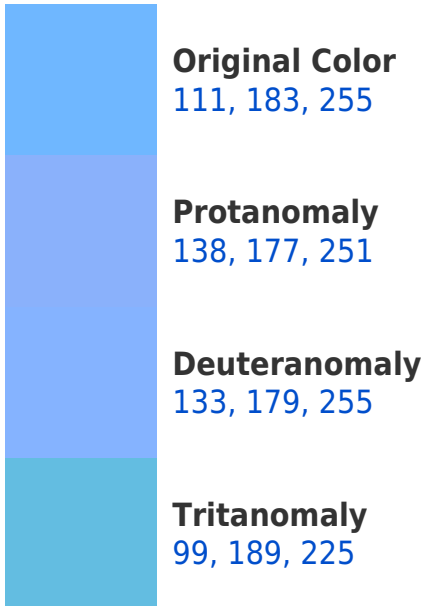 Original Color
111, 183, 255
Protanomaly
138, 177, 251
Deuteranomaly
133, 179, 255
Tritanomaly
99, 189, 225